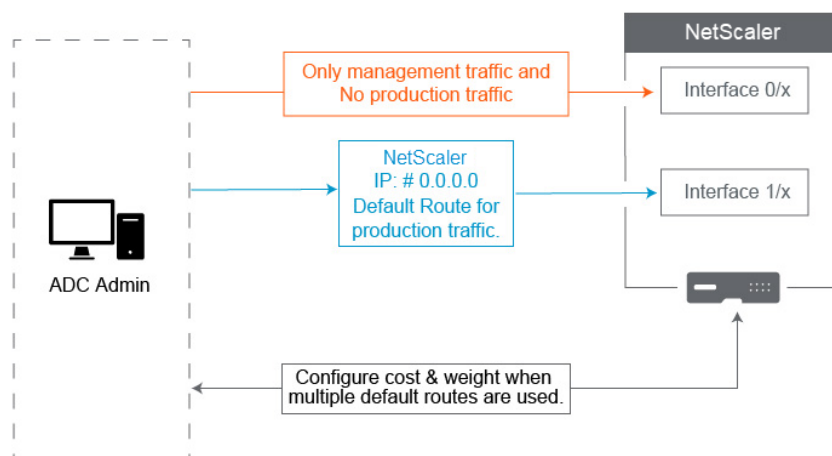 NetScaler
Only management traffic and
No production traffic
Interface 0/x
NetScaler
IP: # 0.0.0.0
Default Route for
production traffic.
Interface 1/x
ADC Admin
Configure cost & weight when
multiple default routes are used.